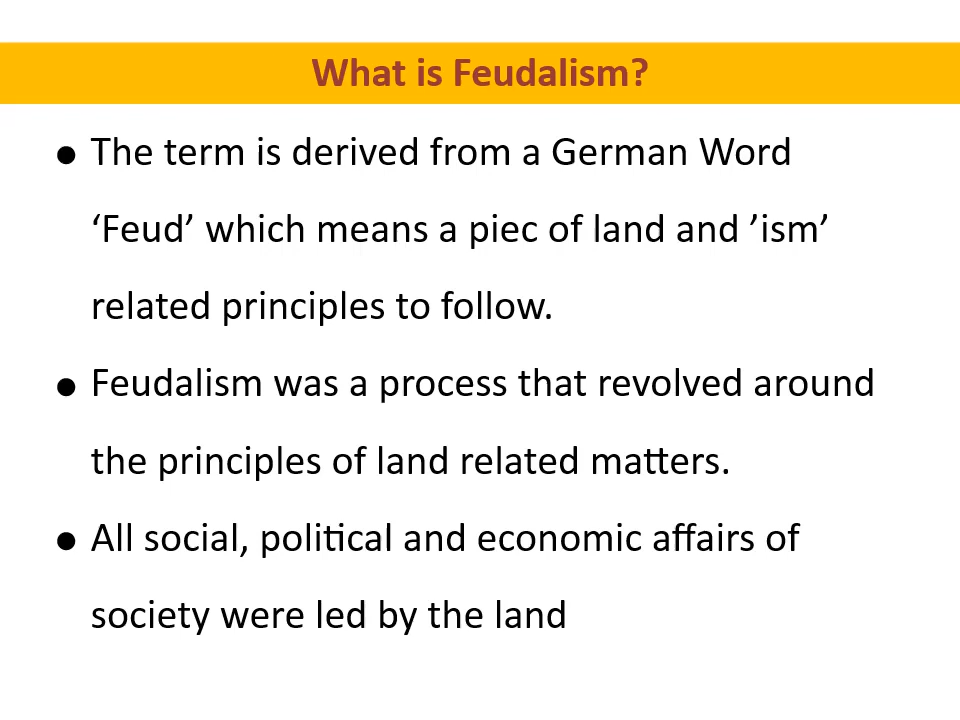 What is Feudalism?
● The term is derived from a German Word
‘Feud’ which means a piec of land and ’ism’
related principles to follow.
● Feudalism was a process that revolved around
the principles of land related matters.
● All social, political and economic affairs of
society were led by the land